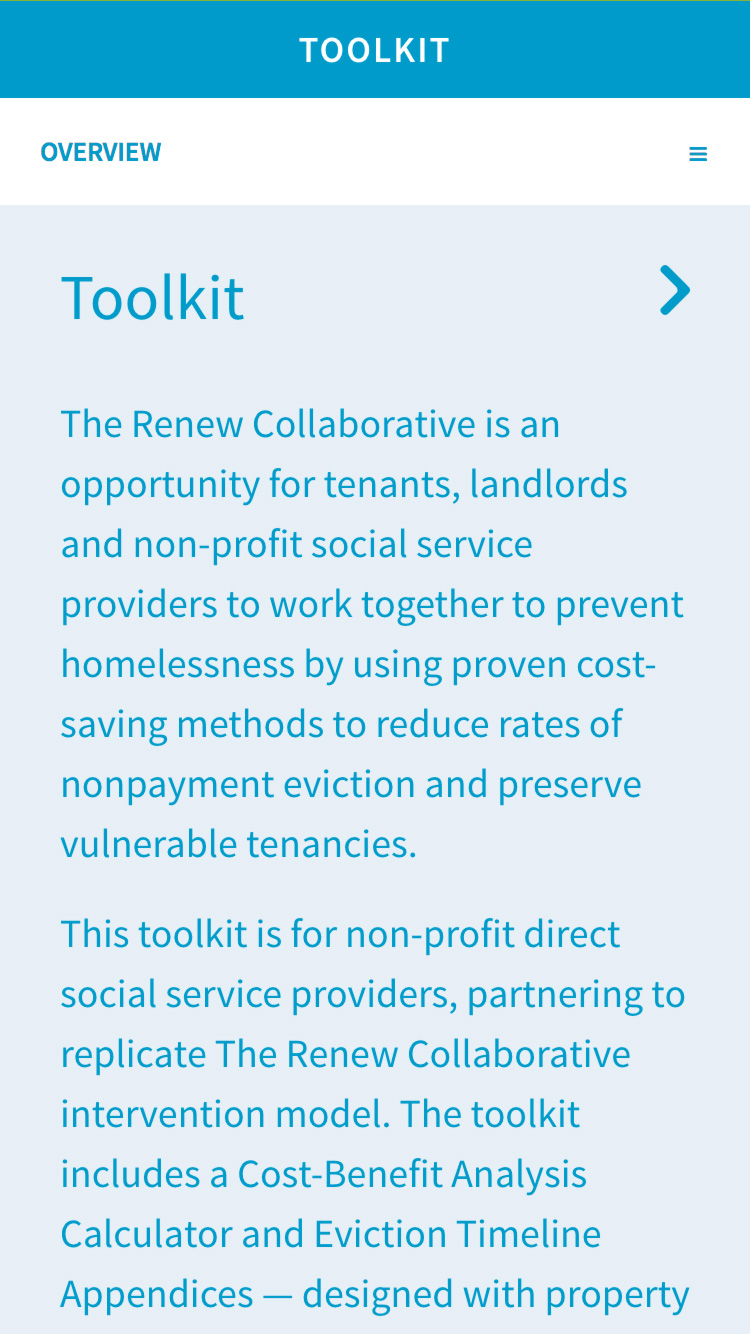 TOOLKIT
OVERVIEW
Toolkit
The Renew Collaborative is an
opportunity for tenants, landlords
and non-profit social service
providers to work together to prevent
homelessness by using proven cost-
saving methods to reduce rates of
nonpayment eviction and preserve
vulnerable tenancies.
This toolkit is for non-profit direct
social service providers, partnering to
replicate The Renew Collaborative
intervention model. The toolkit
includes a Cost-Benefit Analysis
Calculator and Eviction Timeline
Appendices — designed with property